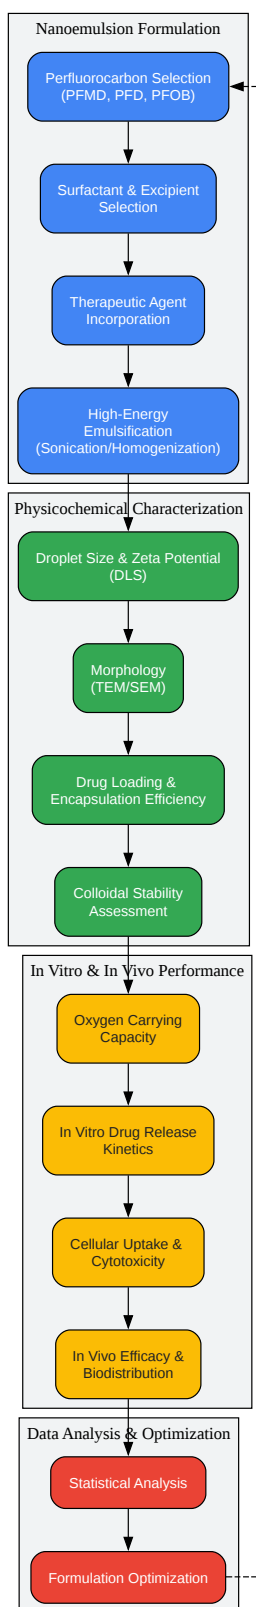 Nanoemulsion Formulation
Perfluorocarbon Selection
(PFMD, PFD, PFOB)
Surfactant & Excipient
Selection
Therapeutic Agent
Incorporation
High-Energy
Emulsification
(Sonication/Homogenization)
Physicochemical Characterization
Droplet Size & Zeta Potential
(DLS)
Morphology
(TEM/SEM)
Drug Loading &
Encapsulation Efficiency
Colloidal Stability
Assessment
In Vitro & In Vivo Performance
Oxygen Carrying
Capacity
In Vitro Drug Release
Kinetics
Cellular Uptake &
Cytotoxicity
In Vivo Efficacy &
Biodistribution
Data Analysis & Optimization
Statistical Analysis
Formulation Optimization